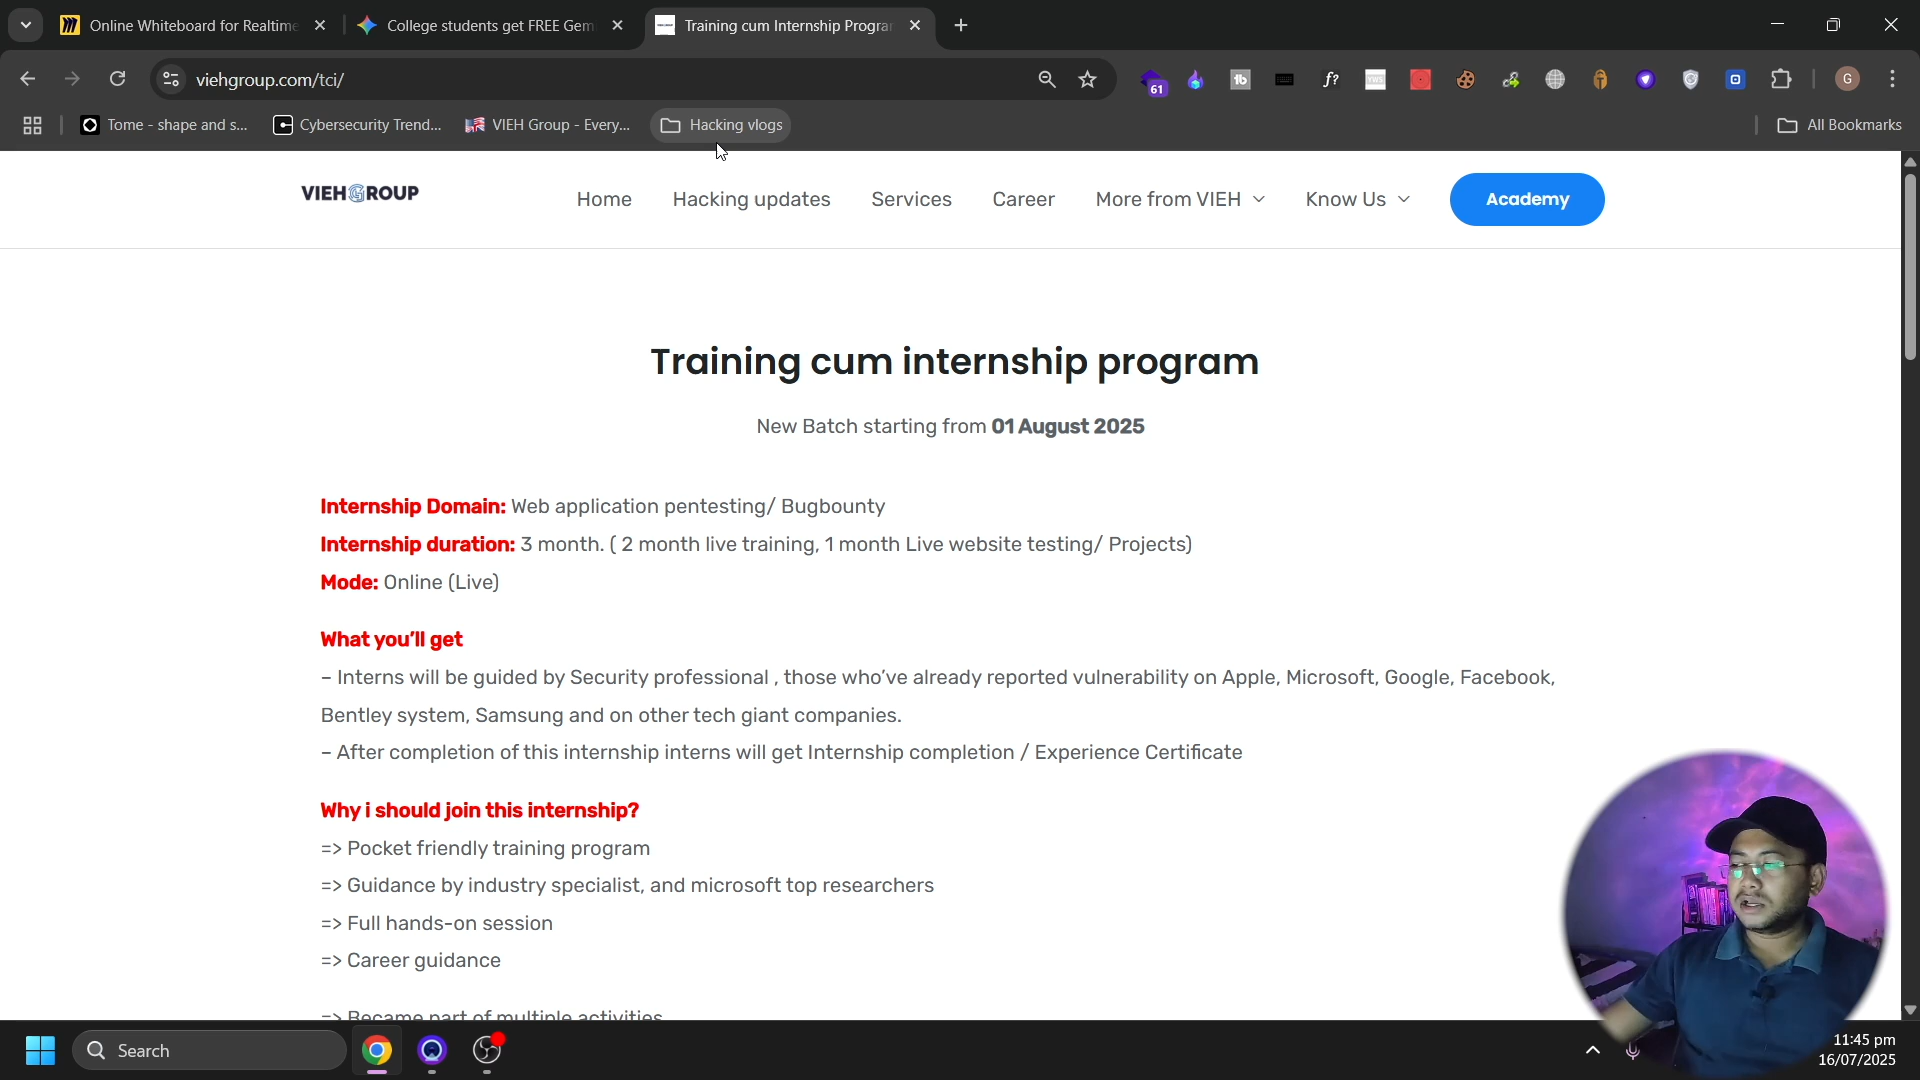 Online Whiteboard for Realtime
College students get FREE Gem
Training cum Internship Progra
viehgroup.com/tci/
61
Tome - shape and s...
Cybersecurity Trend...
VIEH Group - Every...
Hacking vlogs
All Bookmarks
VIEHGROUP
Home
Hacking updates
Services
Career
More from VIEH
Know Us
Academy
Training cum internship program
New Batch starting from 01 August 2025
Internship Domain: Web application pentesting/ Bugbounty
Internship duration: 3 month. ( 2 month live training, 1 month Live website testing/ Projects)
Mode: Online (Live)
What you'll get
– Interns will be guided by Security professional , those who've already reported vulnerability on Apple, Microsoft, Google, Facebook,
Bentley system, Samsung and on other tech giant companies.
– After completion of this internship interns will get Internship completion / Experience Certificate
Why i should join this internship?
=> Pocket friendly training program
=> Guidance by industry specialist, and microsoft top researchers
=> Full hands-on session
=> Career guidance
=> Became part of multiple activities
Search
11:45 pm
16/07/2025